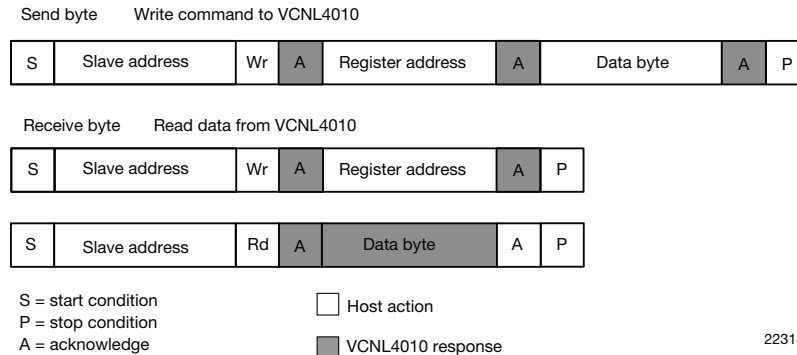 Send byte Write command to VCNL4010
S Slave address Wr A Register address A Data byte A P
Receive byte Read data from VCNL4010
S Slave address Wr A Register address A P
S Slave address Rd A Data byte A P
S = start condition
P = stop condition
A = acknowledge
Host action
VCNL4010 response